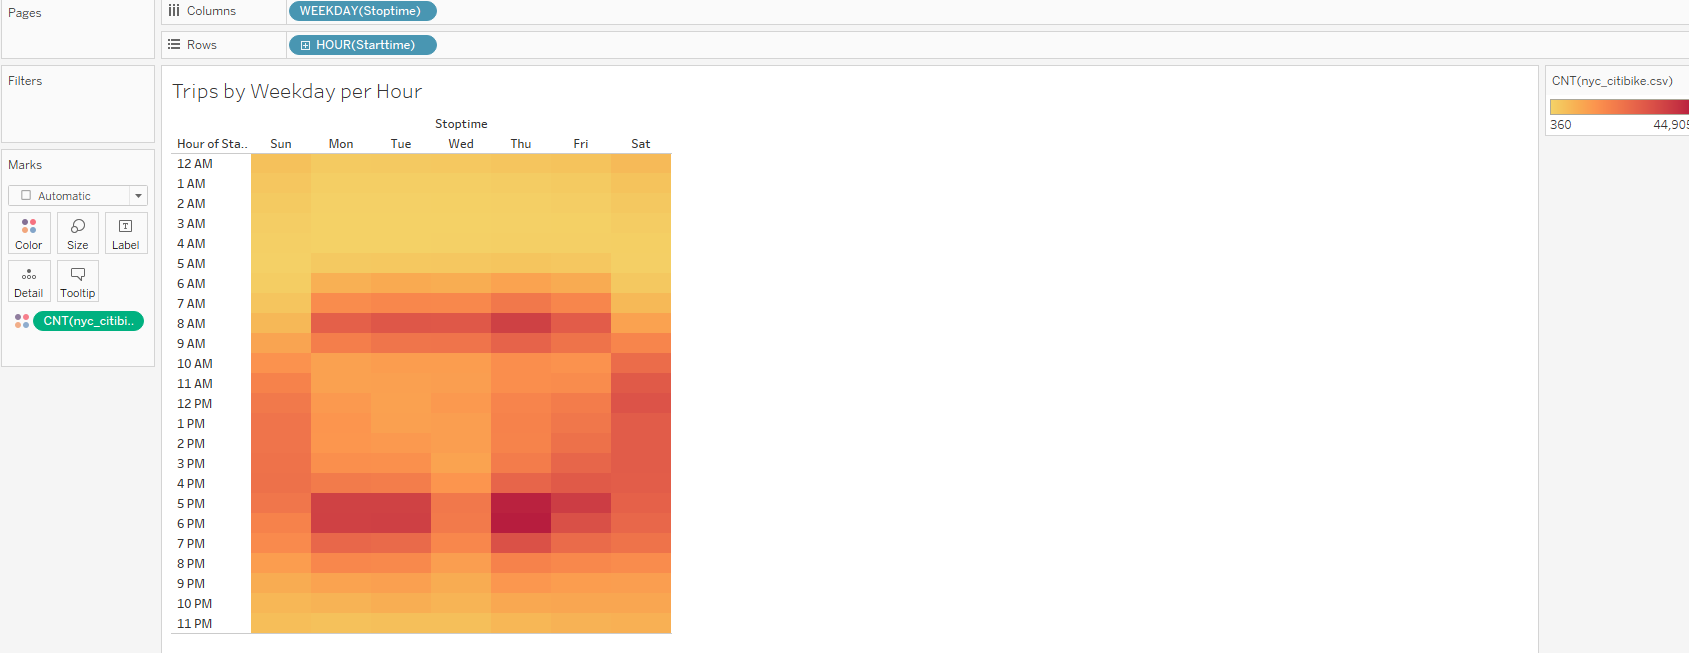 Pages
Columns
WEEKDAY(Stoptime)
Rows
HOUR(Starttime)
Filters
Marks
Automatic
Color
Size
Label
Detail
Tooltip
CNT(nyc_citibi..
Trips by Weekday per Hour
Stoptime
Hour of Sta.. Sun Mon Tue Wed Thu Fri Sat
12 AM
1 AM
2 AM
3 AM
4 AM
5 AM
6 AM
7 AM
8 AM
9 AM
10 AM
11 AM
12 PM
1 PM
2 PM
3 PM
4 PM
5 PM
6 PM
7 PM
8 PM
9 PM
10 PM
11 PM
CNT(nyc_citibike.csv)
360 44,905